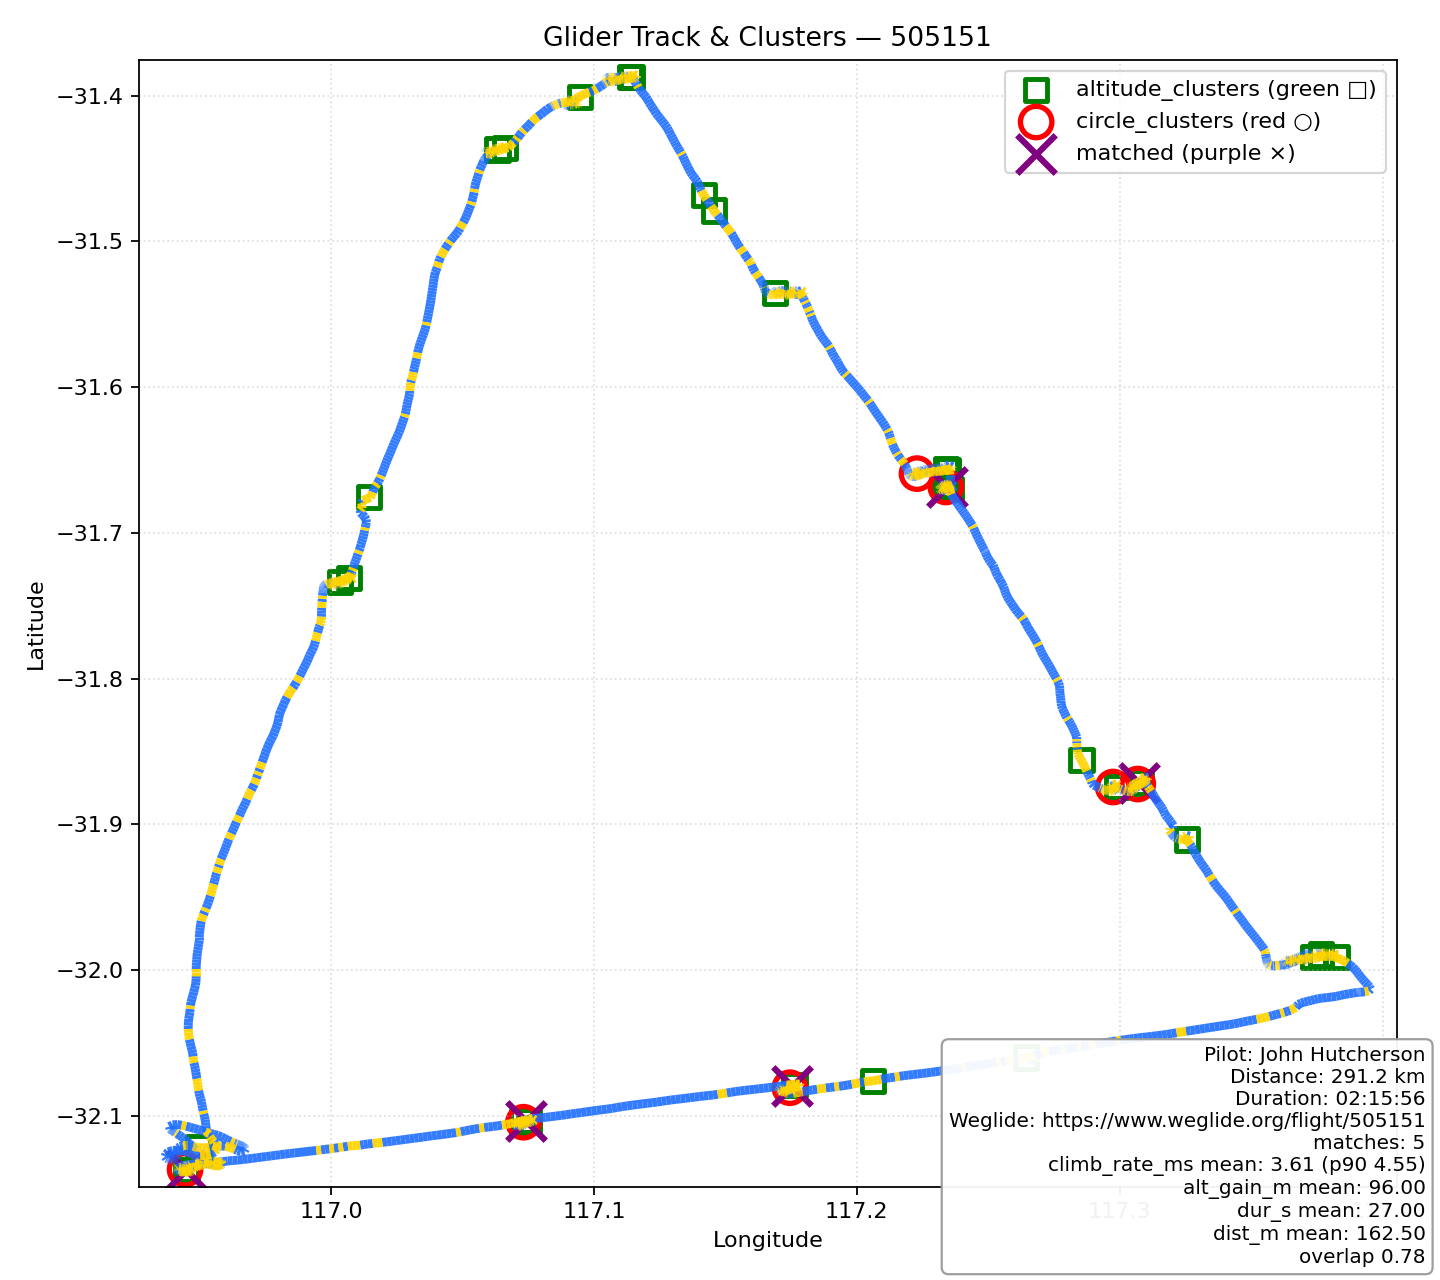 Glider Track & Clusters — 505151
altitude_clusters (green □)
circle_clusters (red ○)
matched (purple ×)
−31.4
−31.5
−31.6
−31.7
−31.8
−31.9
−32.0
−32.1
Latitude
117.0
117.1
117.2
117.3
Longitude
Pilot: John Hutcherson
Distance: 291.2 km
Duration: 02:15:56
Weglide: https://www.weglide.org/flight/505151
matches: 5
climb_rate_ms mean: 3.61 (p90 4.55)
alt_gain_m mean: 96.00
dur_s mean: 27.00
dist_m mean: 162.50
overlap 0.78